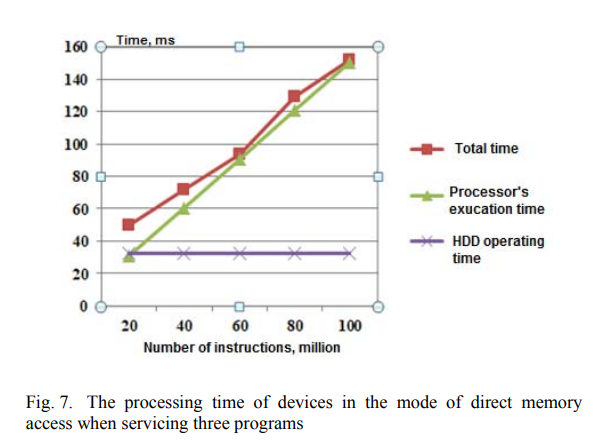 Time, ms
160
140
120
100
80
60
40
20
0
20 40 60 80 100
Number of instructions, million
Total time
Processor's
exucation time
HDD operating
time
Fig. 7. The processing time of devices in the mode of direct memory
access when servicing three programs